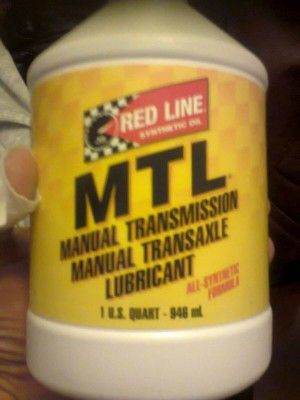 RED LINE
SYNTHETIC OIL
MTL
MANUAL TRANSMISSION
MANUAL TRANSAXLE
LUBRICANT
ALL-SYNTHETIC
FORMULA
1 U.S. QUART - 946 mL